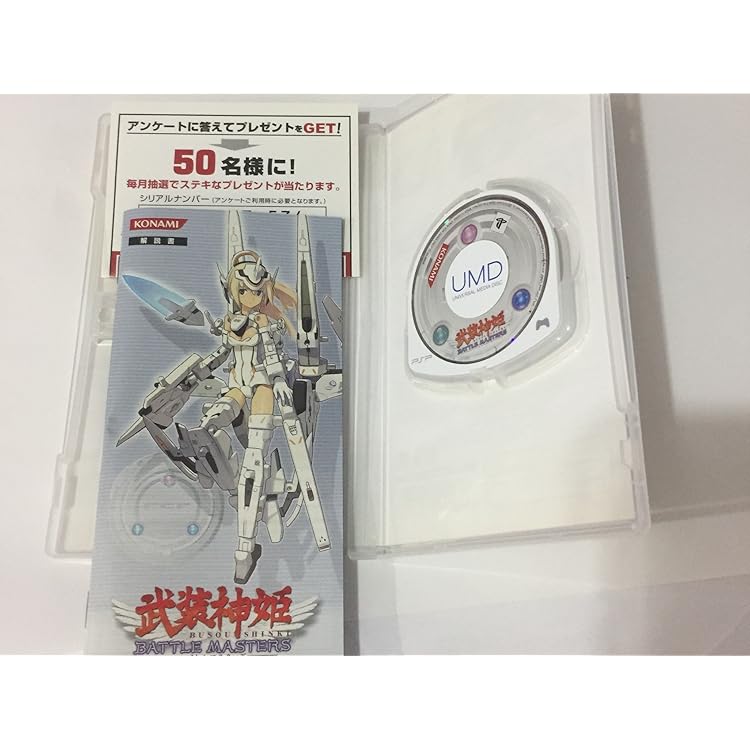 アンケートに答えてプレゼントをGET!
50名様に!
毎月抽選でステキなプレゼントが当たります。
シリアルナンバー(アンケートご利用時に必要となります。)
KONAMI
解説書
武装神姫
BUSOU SHINKI
BATTLE MASTERS
KONAMI
UMD
UNIVERSAL MEDIA DISC
武装神姫
BATTLE MASTERS
PSP